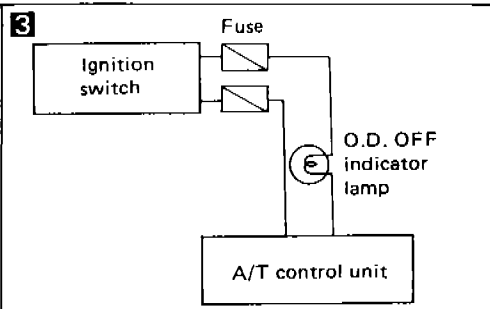 3
Fuse
Ignition
switch
O.D. OFF
indicator
lamp
A/T control unit